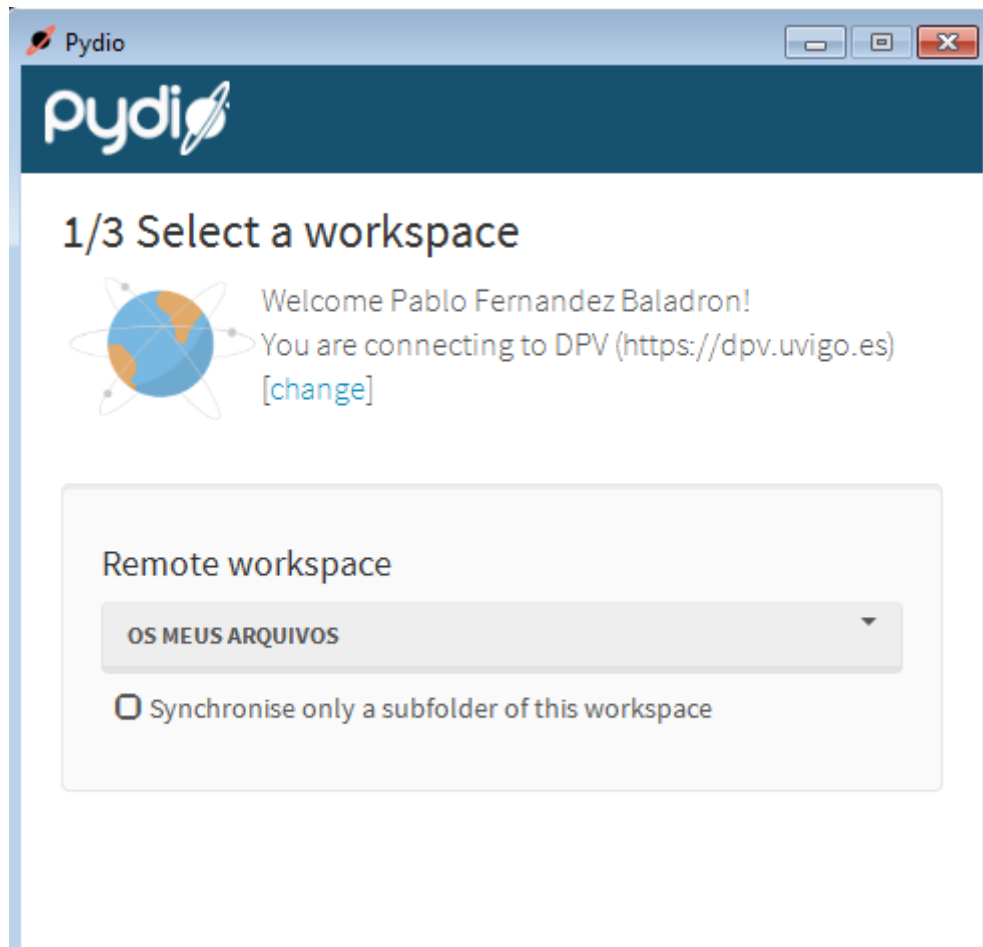 Pydio
pydio
1/3 Select a workspace
Welcome Pablo Fernandez Baladron!
You are connecting to DPV (https://dpv.uvigo.es)
[change]
Remote workspace
OS MEUS ARQUIVOS
Synchronise only a subfolder of this workspace